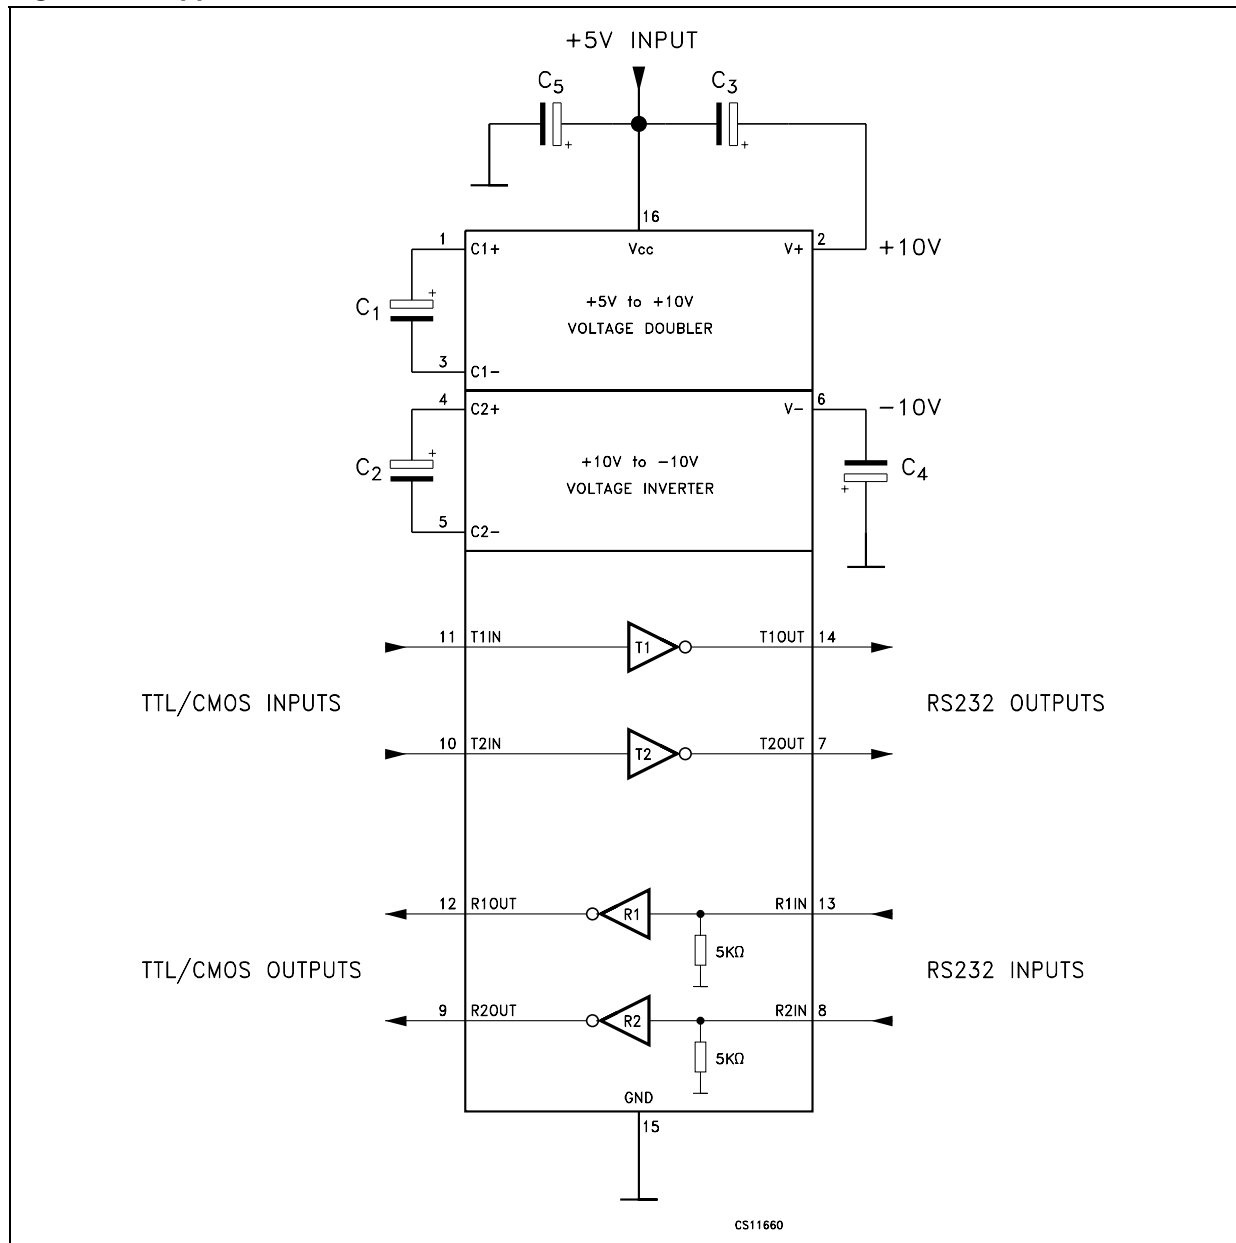 +5V INPUT
C5
C3
+
+
16
1
C1+
Vcc
V+
2
+10V
+
C1
+5V to +10V
VOLTAGE DOUBLER
3
C1-
4
C2+
V-
6
-10V
+
C2
+10V to -10V
VOLTAGE INVERTER
C4
+
5
C2-
11
T1IN
T1
T1OUT
14
TTL/CMOS INPUTS
RS232 OUTPUTS
10
T2IN
T2
T2OUT
7
12
R1OUT
R1
R1IN
13
5KΩ
TTL/CMOS OUTPUTS
RS232 INPUTS
9
R2OUT
R2
R2IN
8
5KΩ
GND
15
CS11660